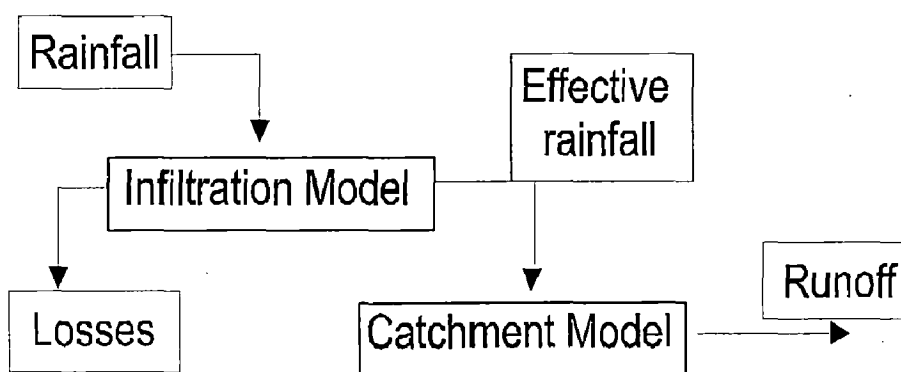 Rainfall
Effective
rainfall
Infiltration Model
Runoff
Losses
Catchment Model